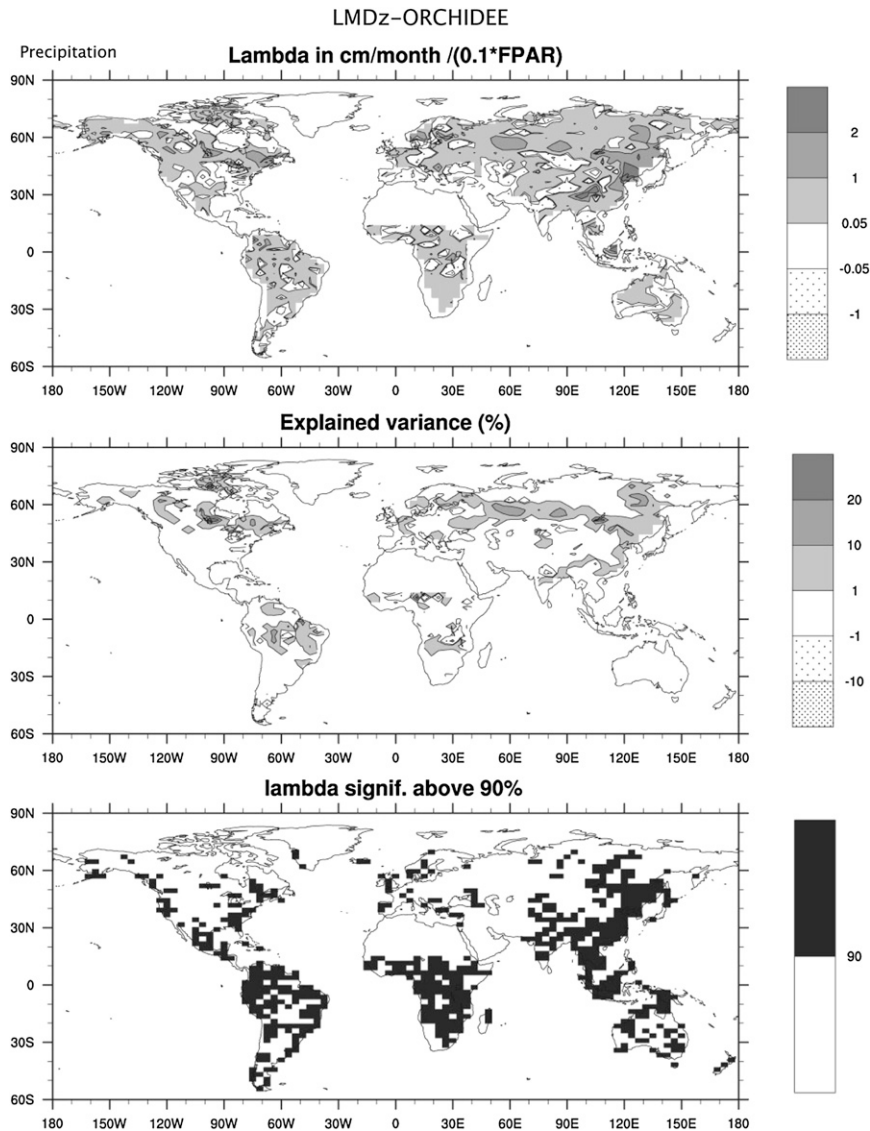 LMDz-ORCHIDEE
Precipitation
Lambda in cm/month /(0.1*FPAR)
90N
60N
30N
0
30S
60S
180 150W 120W 90W 60W 30W 0 30E 60E 90E 120E 150E 180
2
1
0.05
-0.05
-1
Explained variance (%)
90N
60N
30N
0
30S
60S
180 150W 120W 90W 60W 30W 0 30E 60E 90E 120E 150E 180
20
10
1
-1
-10
lambda signif. above 90%
90N
60N
30N
0
30S
60S
180 150W 120W 90W 60W 30W 0 30E 60E 90E 120E 150E 180
90